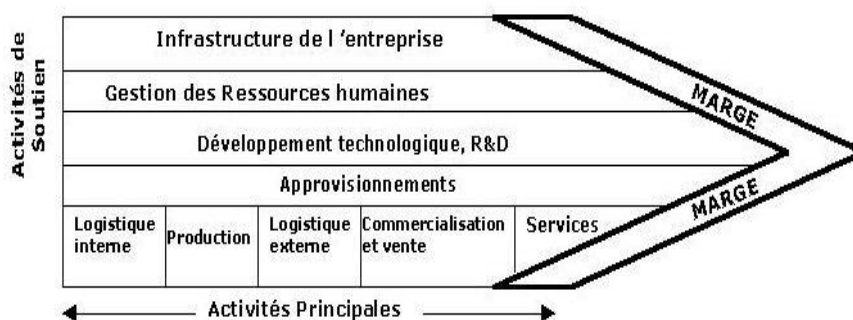 Activités de
Soutien
Infrastructure de l 'entreprise
Gestion des Ressources humaines
Développement technologique, R&D
Approvisionnements
MARGE
MARGE
Logistique
interne
Production
Logistique
externe
Commercialisation
et vente
Services
Activités Principales